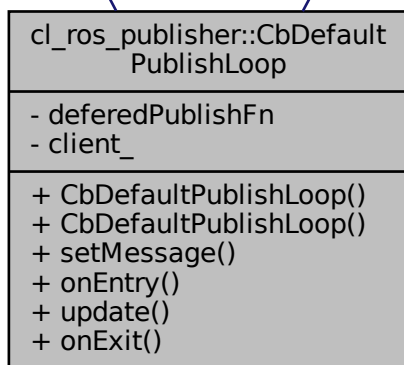 cl_ros_publisher::CbDefault
PublishLoop
- deferedPublishFn
- client_
+ CbDefaultPublishLoop()
+ CbDefaultPublishLoop()
+ setMessage()
+ onEntry()
+ update()
+ onExit()